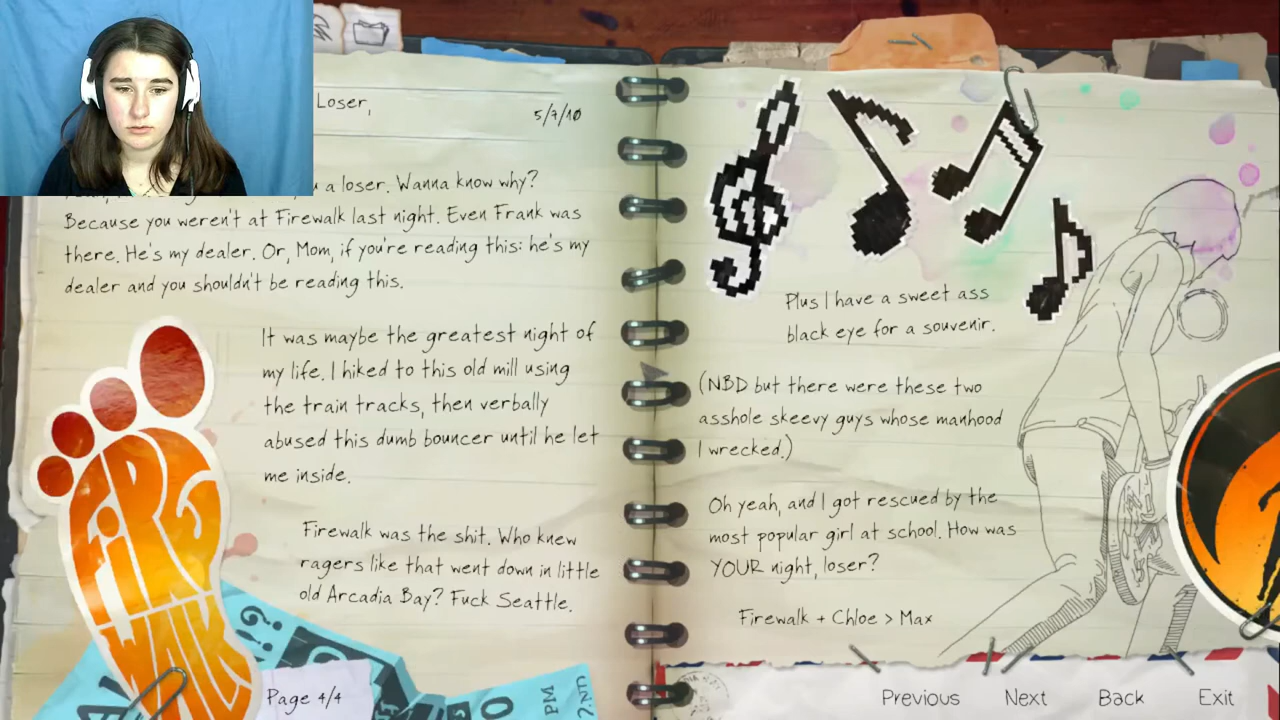 Loser,
5/7/10
a loser. Wanna know why?
Because you weren't at Firewalk last night. Even Frank was
there. He's my dealer. Or, Mom, if you're reading this: he's my
dealer and you shouldn't be reading this.
It was maybe the greatest night of
my life. I hiked to this old mill using
the train tracks, then verbally
abused this dumb bouncer until he let
me inside.
Firewalk was the shit. Who knew
ragers like that went down in little
old Arcadia Bay? Fuck Seattle.
FIRE
WALK
PM
Page 4/4
Plus I have a sweet ass
black eye for a souvenir.
(NBD but there were these two
asshole skeevy guys whose manhood
I wrecked.)
Oh yeah, and I got rescued by the
most popular girl at school. How was
YOUR night, loser?
Firewalk + Chloe > Max
Previous Next Back Exit